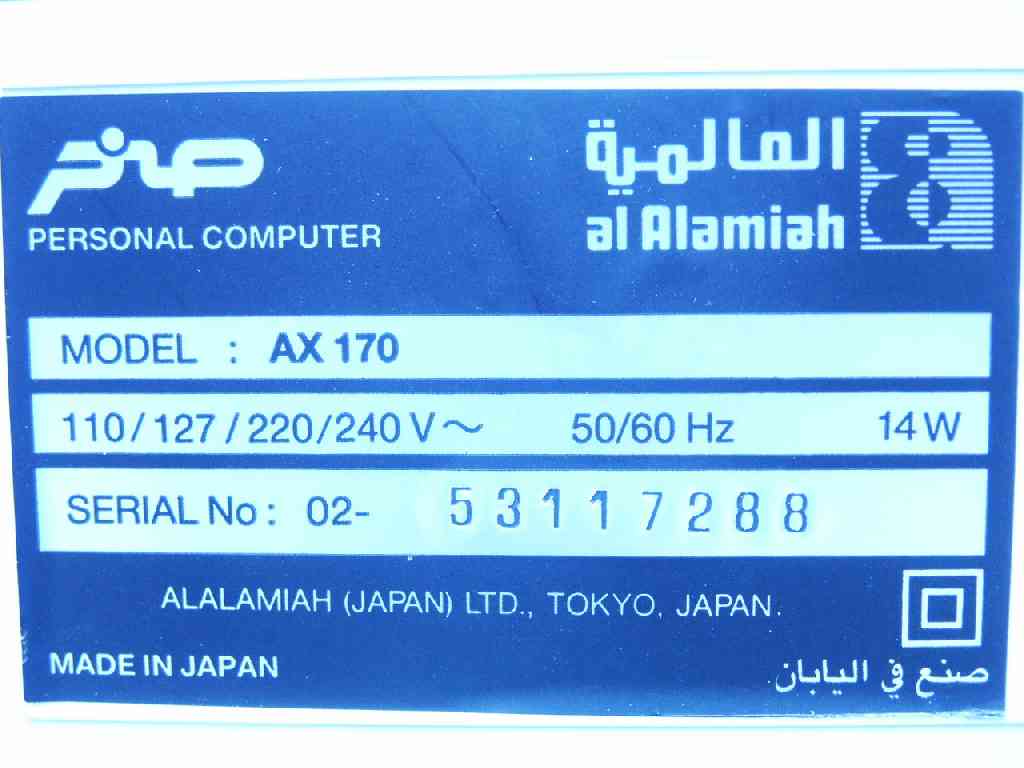 صخر
العالمية
PERSONAL COMPUTER
al Alamiah
MODEL : AX 170
110/127/220/240 V～ 50/60 Hz 14 W
SERIAL No: 02- 53117288
ALALAMIAH (JAPAN) LTD., TOKYO, JAPAN.
MADE IN JAPAN
صنع في اليابان